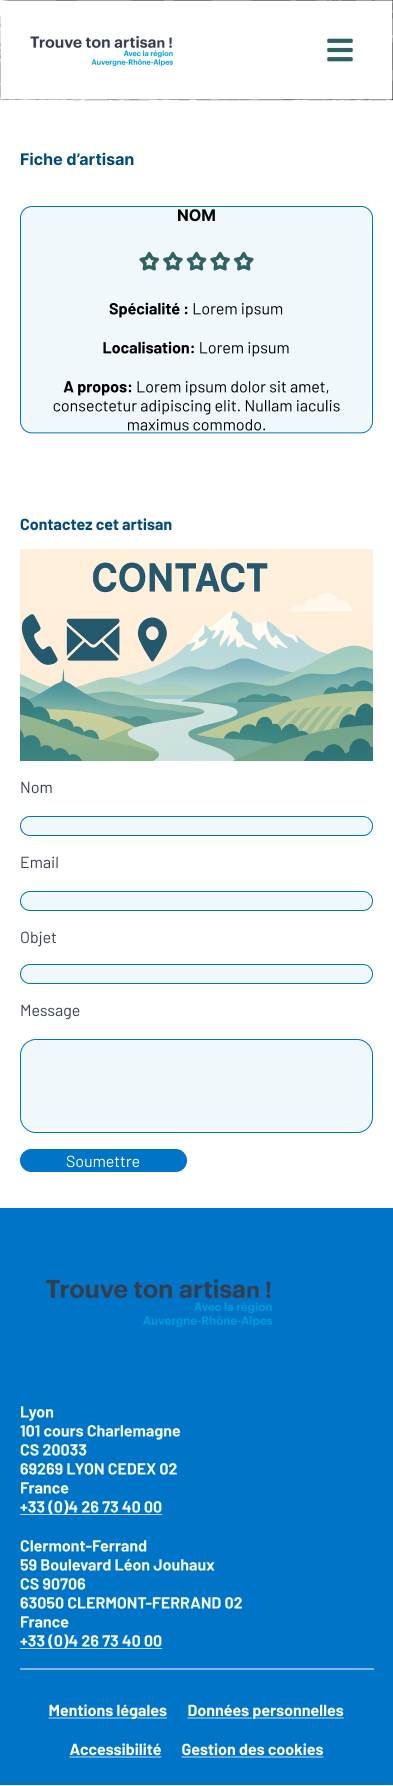 Trouve ton artisan !
Avec la région
Auvergne-Rhône-Alpes
Fiche d'artisan
NOM
Spécialité : Lorem ipsum
Localisation: Lorem ipsum
A propos: Lorem ipsum dolor sit amet,
consectetur adipiscing elit. Nullam iaculis
maximus commodo.
Contactez cet artisan
CONTACT
Nom
Email
Objet
Message
Soumettre
Trouve ton artisan !
Avec la région
Auvergne-Rhône-Alpes
Lyon
101 cours Charlemagne
CS 20033
69269 LYON CEDEX 02
France
+33 (0)4 26 73 40 00
Clermont-Ferrand
59 Boulevard Léon Jouhaux
CS 90706
63050 CLERMONT-FERRAND 02
France
+33 (0)4 26 73 40 00
Mentions légales Données personnelles
Accessibilité Gestion des cookies